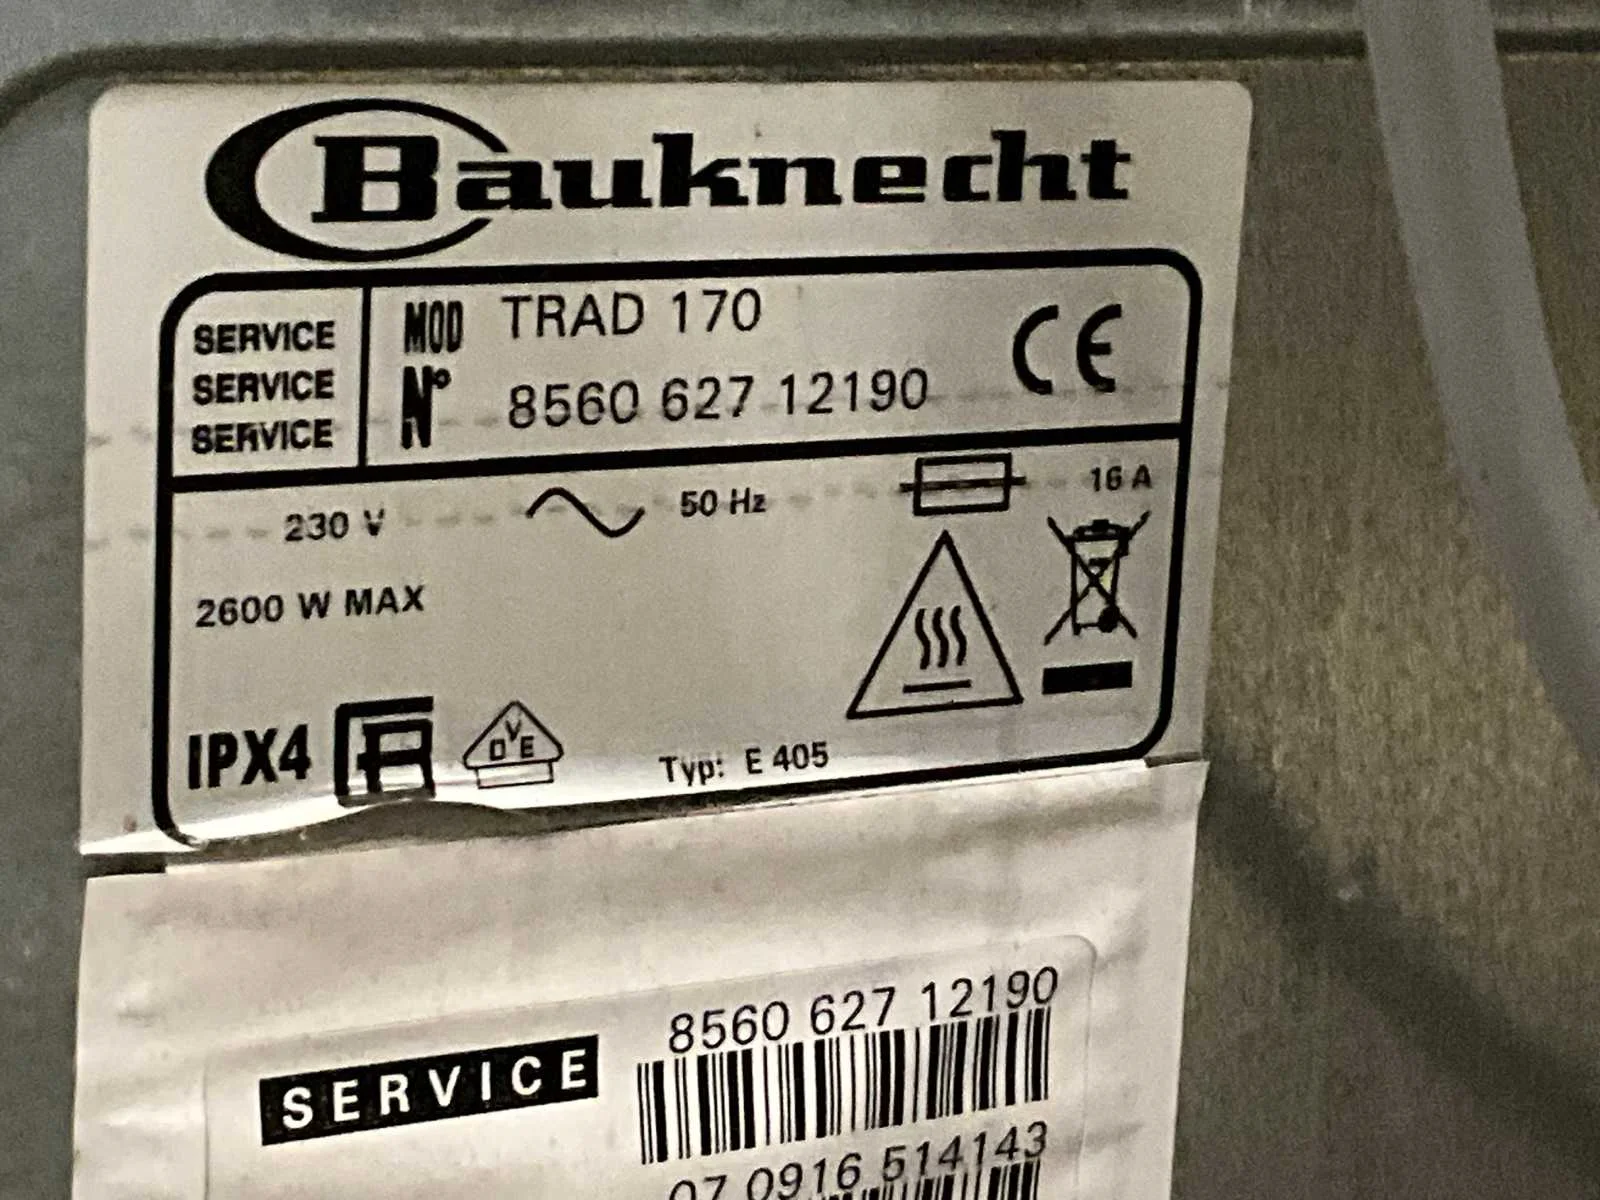 Bauknecht
SERVICE
SERVICE
SERVICE
MOD TRAD 170
N° 8560 627 12190
CE
230 V 50 Hz 16 A
2600 W MAX
IPX4
DVE
Typ: E 405
8560 627 12190
SERVICE
07 0916 514143